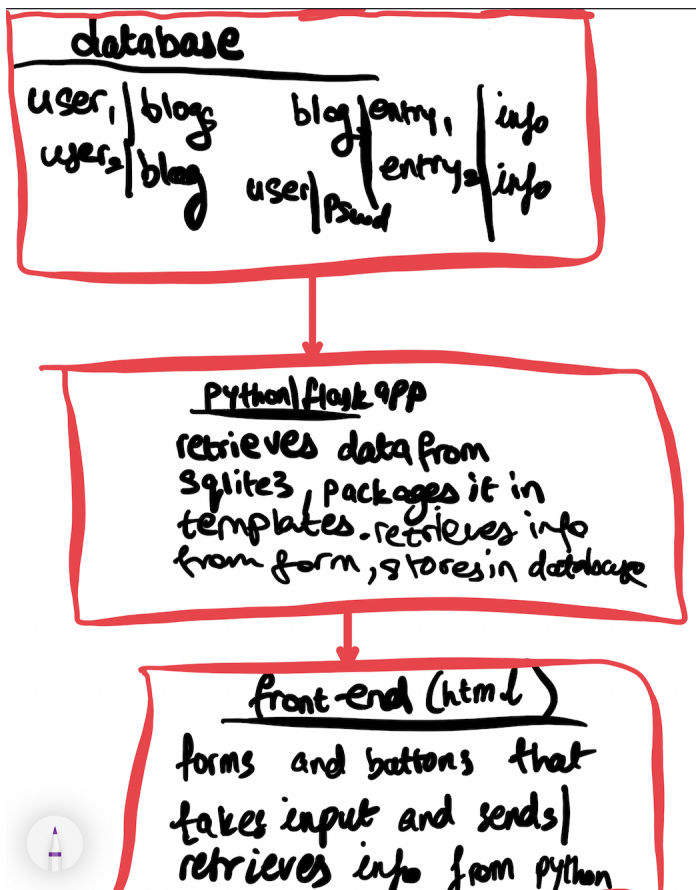 database
user1 | blogs
user2 | blog
blog | entry1 | info
entry2 | info
user | pswd
python/flask app
retrieves data from
sqlite3, packages it in
templates. retrieves info
from form, stores in database
front-end (html)
forms and buttons that
takes input and sends/
retrieves info from python